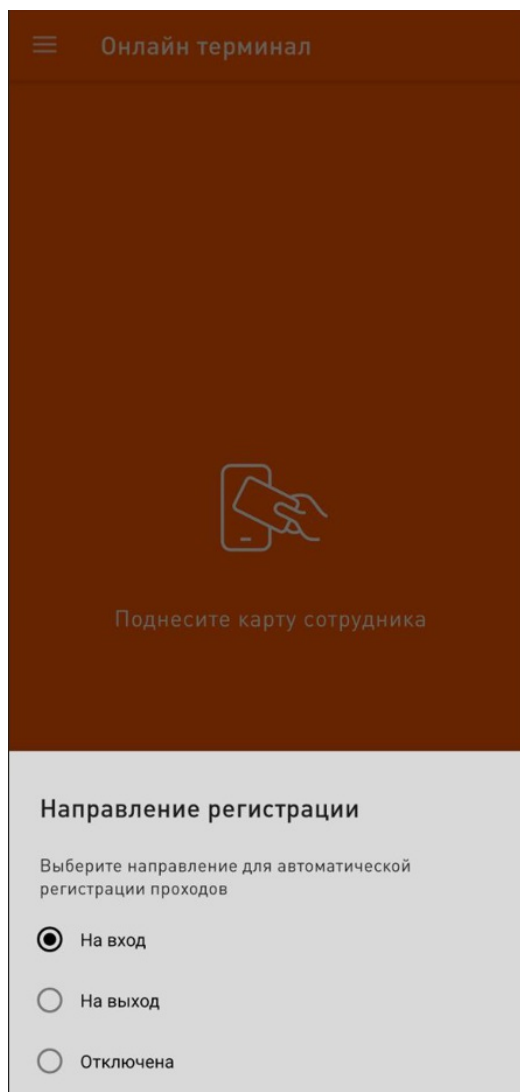 Онлайн терминал
Поднесите карту сотрудника
Направление регистрации
Выберите направление для автоматической
регистрации проходов
На вход
На выход
Отключена